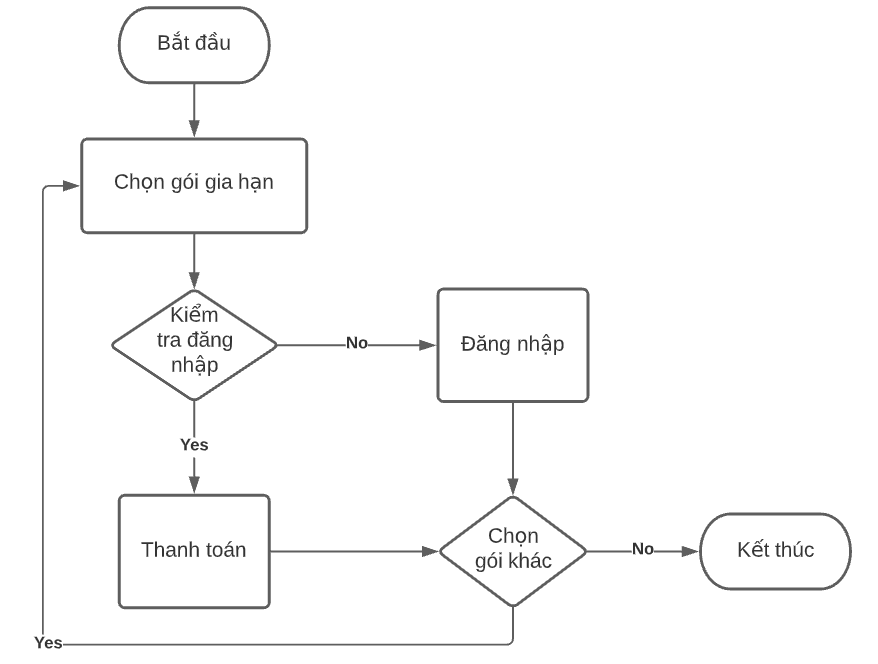 Bắt đầu
Chọn gói gia hạn
Kiểm
tra đăng
nhập
No
Đăng nhập
Yes
Thanh toán
Chọn
gói khác
No
Kết thúc
Yes